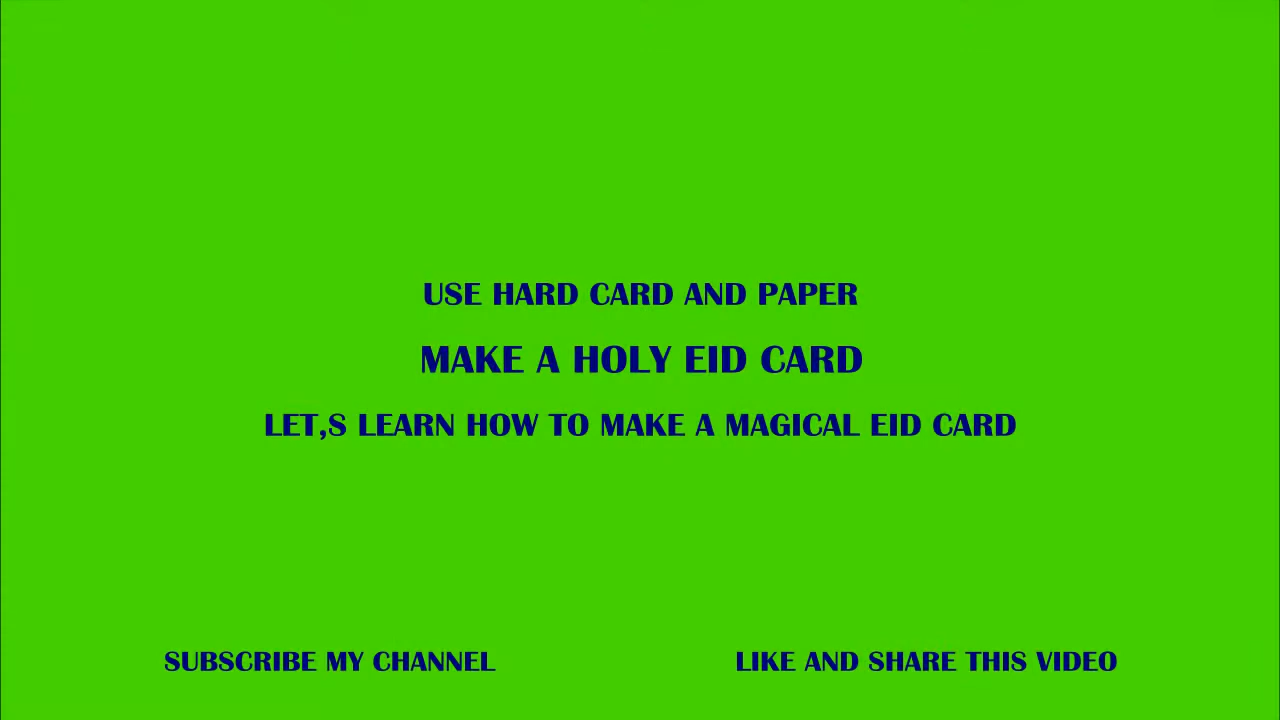 USE HARD CARD AND PAPER
MAKE A HOLY EID CARD
LET,S LEARN HOW TO MAKE A MAGICAL EID CARD
SUBSCRIBE MY CHANNEL
LIKE AND SHARE THIS VIDEO